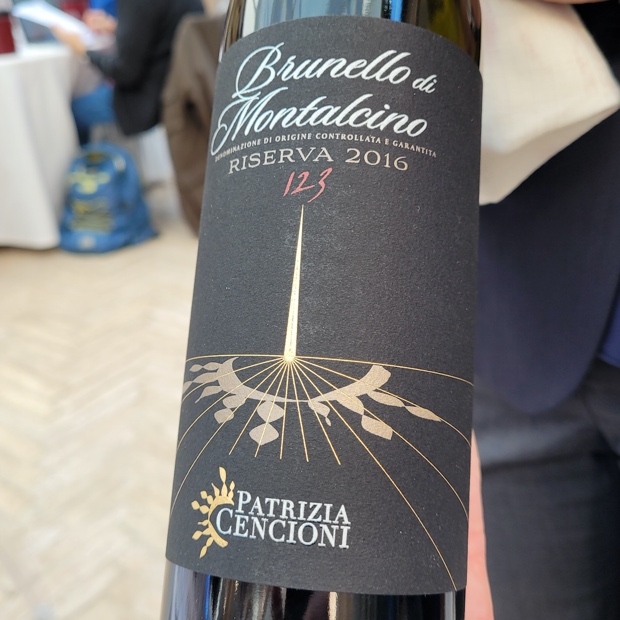 Brunello di
Montalcino
DENOMINAZIONE DI ORIGINE CONTROLLATA E GARANTITA
RISERVA 2016
123
PATRIZIA
CENCIONI